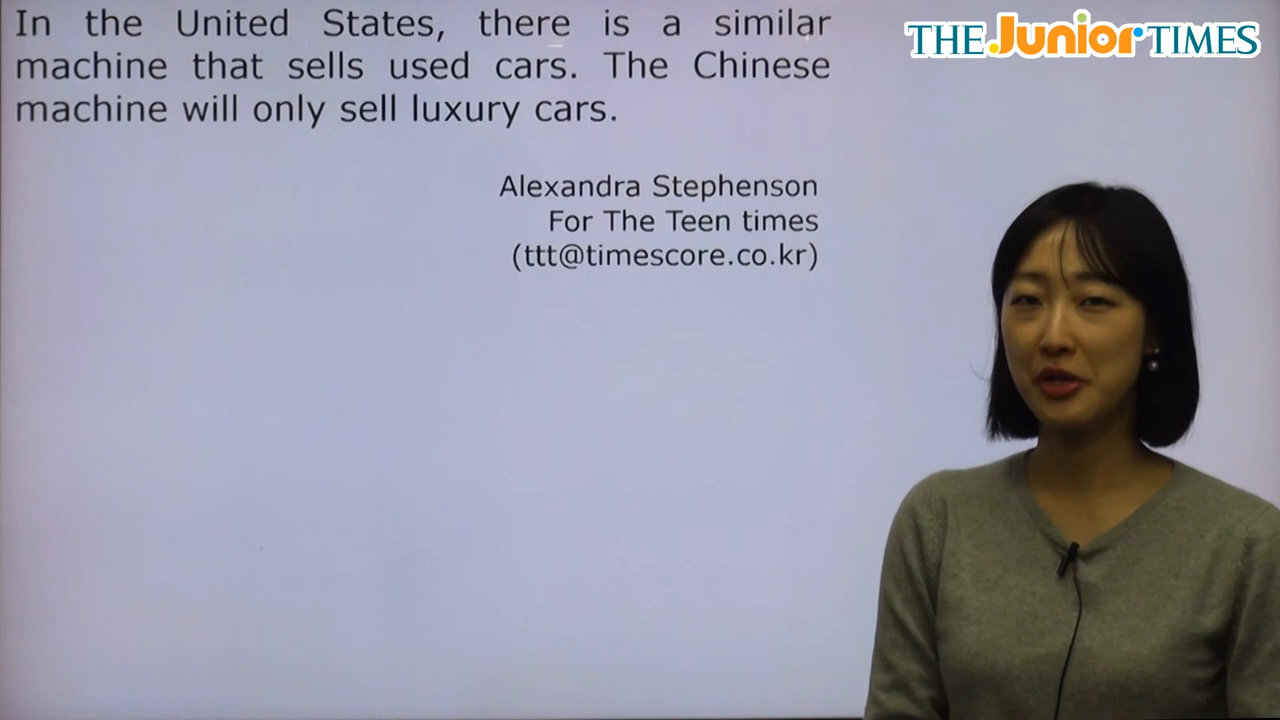 In the United States, there is a similar
machine that sells used cars. The Chinese
machine will only sell luxury cars.
Alexandra Stephenson
For The Teen times
(ttt@timescore.co.kr)
THE Junior TIMES